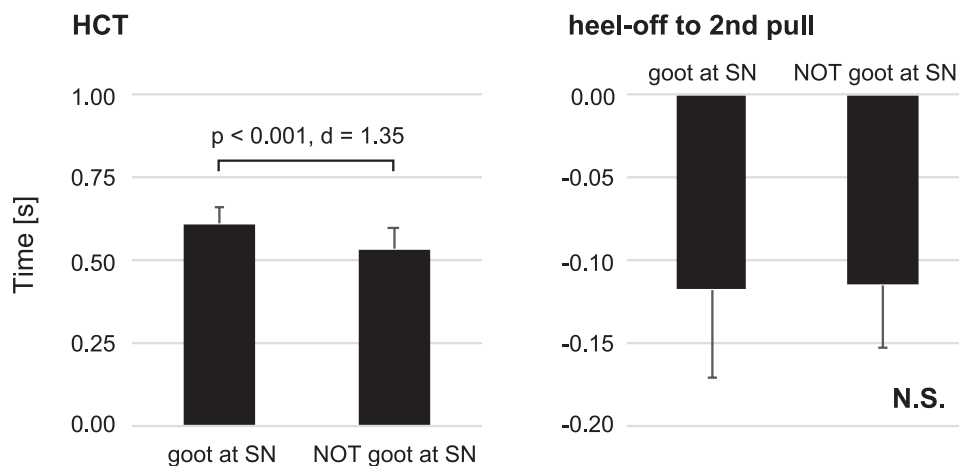 HCT
heel-off to 2nd pull
goot at SN
NOT goot at SN
1.00
0.00
p < 0.001, d = 1.35
0.75
-0.05
Time [s]
0.50
-0.10
0.25
-0.15
N.S.
0.00
-0.20
goot at SN
NOT goot at SN